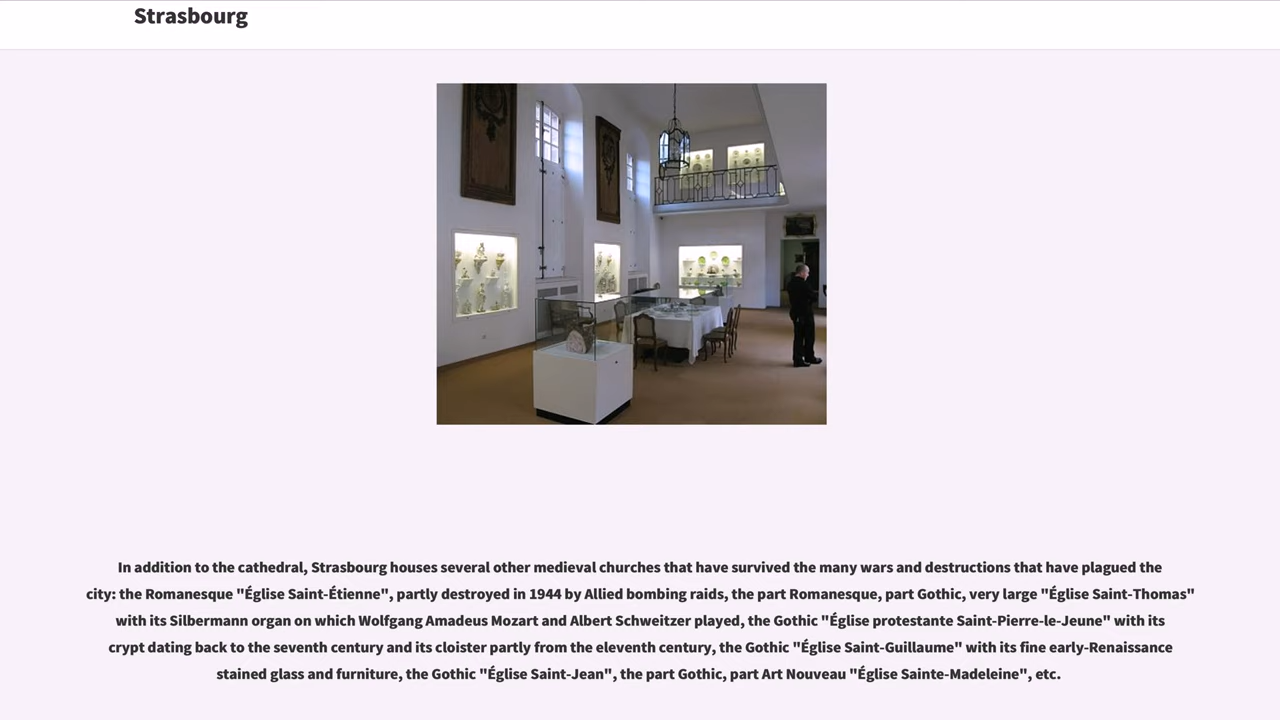 Strasbourg
In addition to the cathedral, Strasbourg houses several other medieval churches that have survived the many wars and destructions that have plagued the
city: the Romanesque "Église Saint-Étienne", partly destroyed in 1944 by Allied bombing raids, the part Romanesque, part Gothic, very large "Église Saint-Thomas"
with its Silbermann organ on which Wolfgang Amadeus Mozart and Albert Schweitzer played, the Gothic "Église protestante Saint-Pierre-le-Jeune" with its
crypt dating back to the seventh century and its cloister partly from the eleventh century, the Gothic "Église Saint-Guillaume" with its fine early-Renaissance
stained glass and furniture, the Gothic "Église Saint-Jean", the part Gothic, part Art Nouveau "Église Sainte-Madeleine", etc.